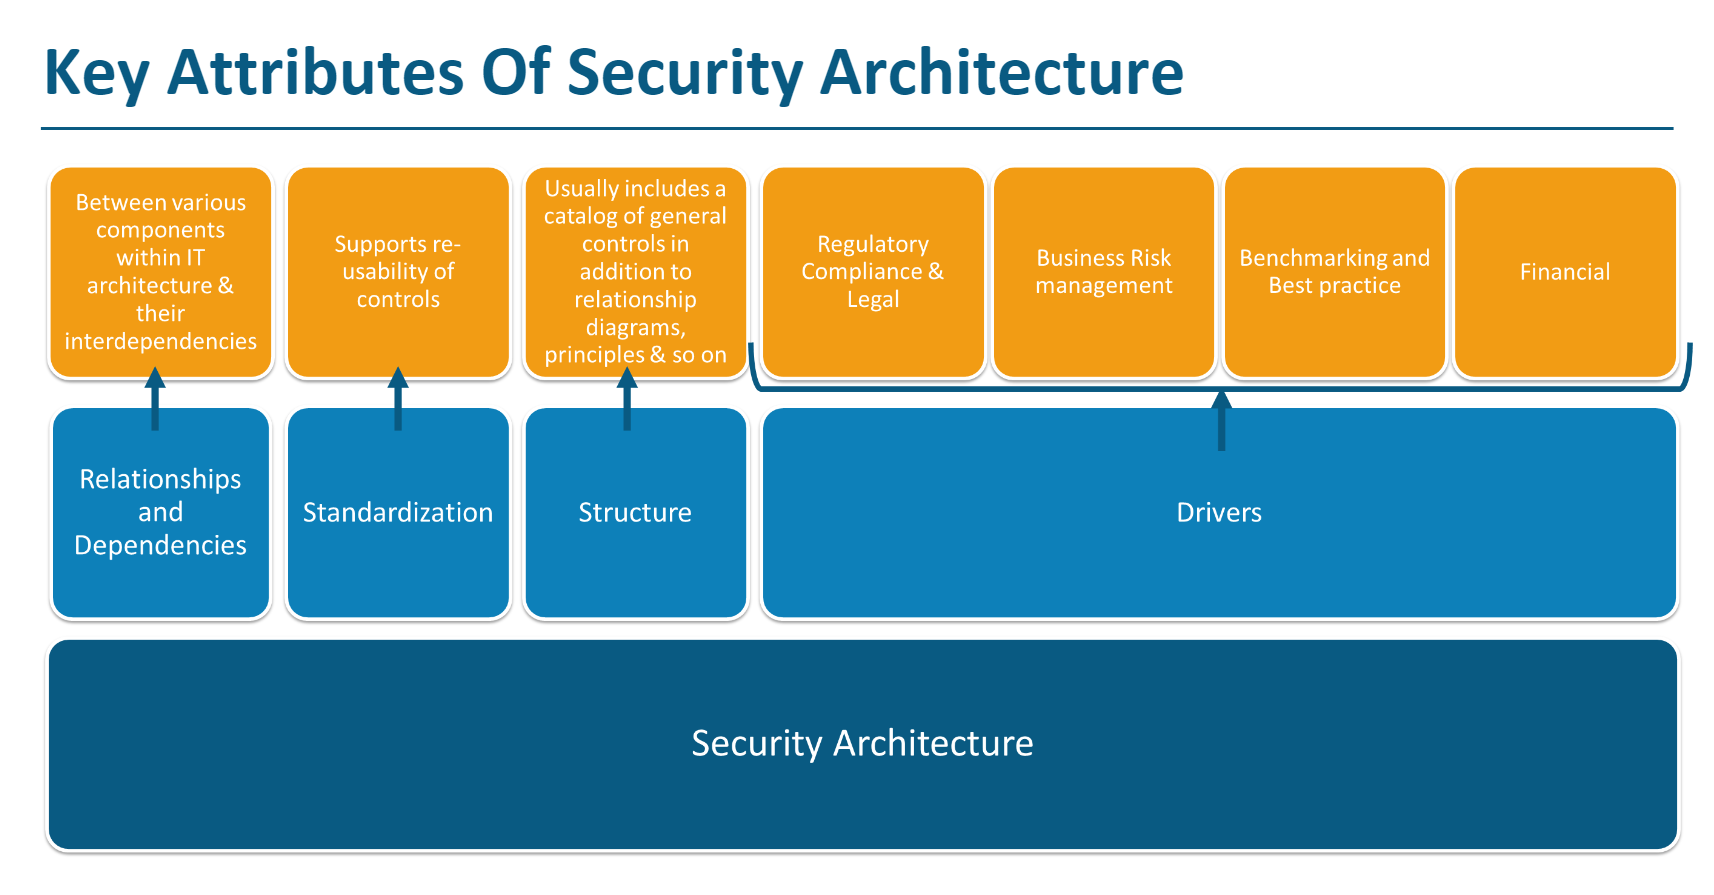 Key Attributes Of Security Architecture
Between various
components
within IT
architecture &
their
interdependencies
Supports re-
usability of
controls
Usually includes a
catalog of general
controls in
addition to
relationship
diagrams,
principles & so on
Regulatory
Compliance &
Legal
Business Risk
management
Benchmarking and
Best practice
Financial
Relationships
and
Dependencies
Standardization
Structure
Drivers
Security Architecture